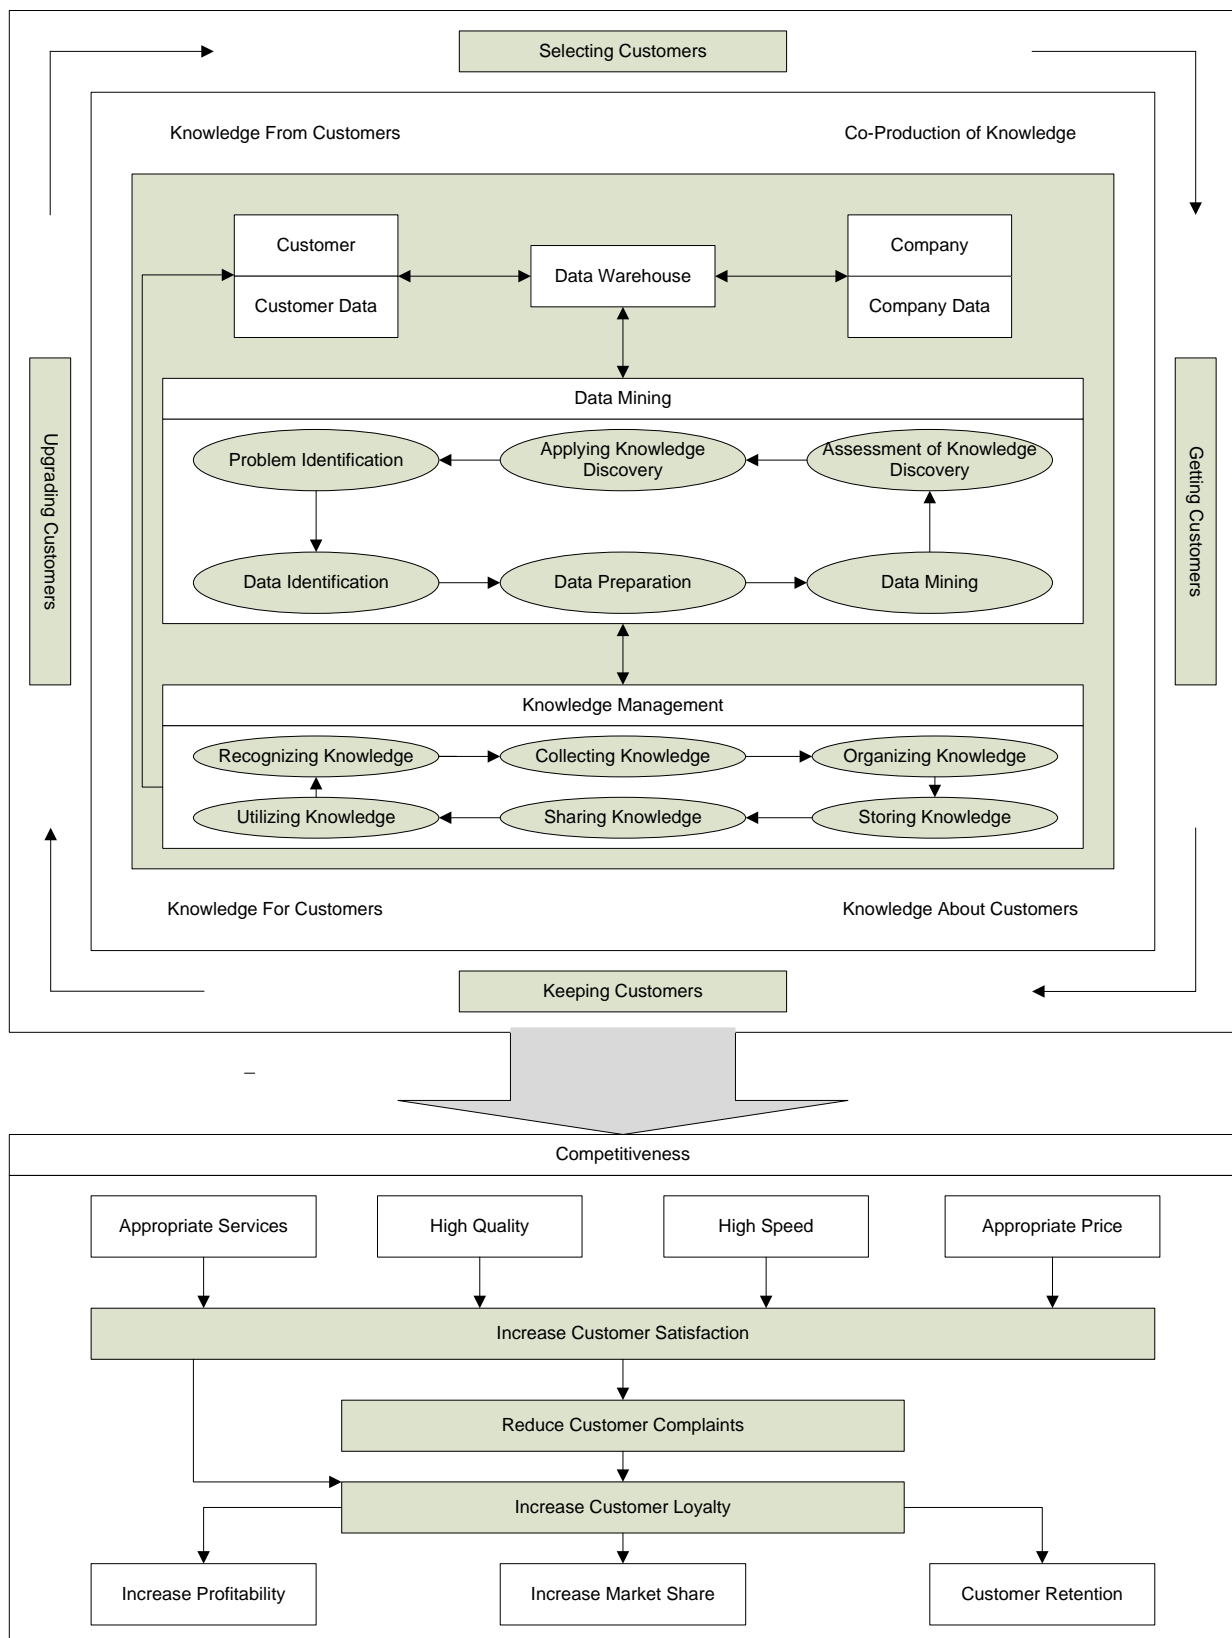 Selecting Customers
Knowledge From Customers
Co-Production of Knowledge
Customer
Company
Data Warehouse
Customer Data
Company Data
Data Mining
Problem Identification
Applying Knowledge
Discovery
Assessment of Knowledge
Discovery
Upgrading Customers
Getting Customers
Data Identification
Data Preparation
Data Mining
Knowledge Management
Recognizing Knowledge
Collecting Knowledge
Organizing Knowledge
Utilizing Knowledge
Sharing Knowledge
Storing Knowledge
Knowledge For Customers
Knowledge About Customers
Keeping Customers
Competitiveness
Appropriate Services
High Quality
High Speed
Appropriate Price
Increase Customer Satisfaction
Reduce Customer Complaints
Increase Customer Loyalty
Increase Profitability
Increase Market Share
Customer Retention